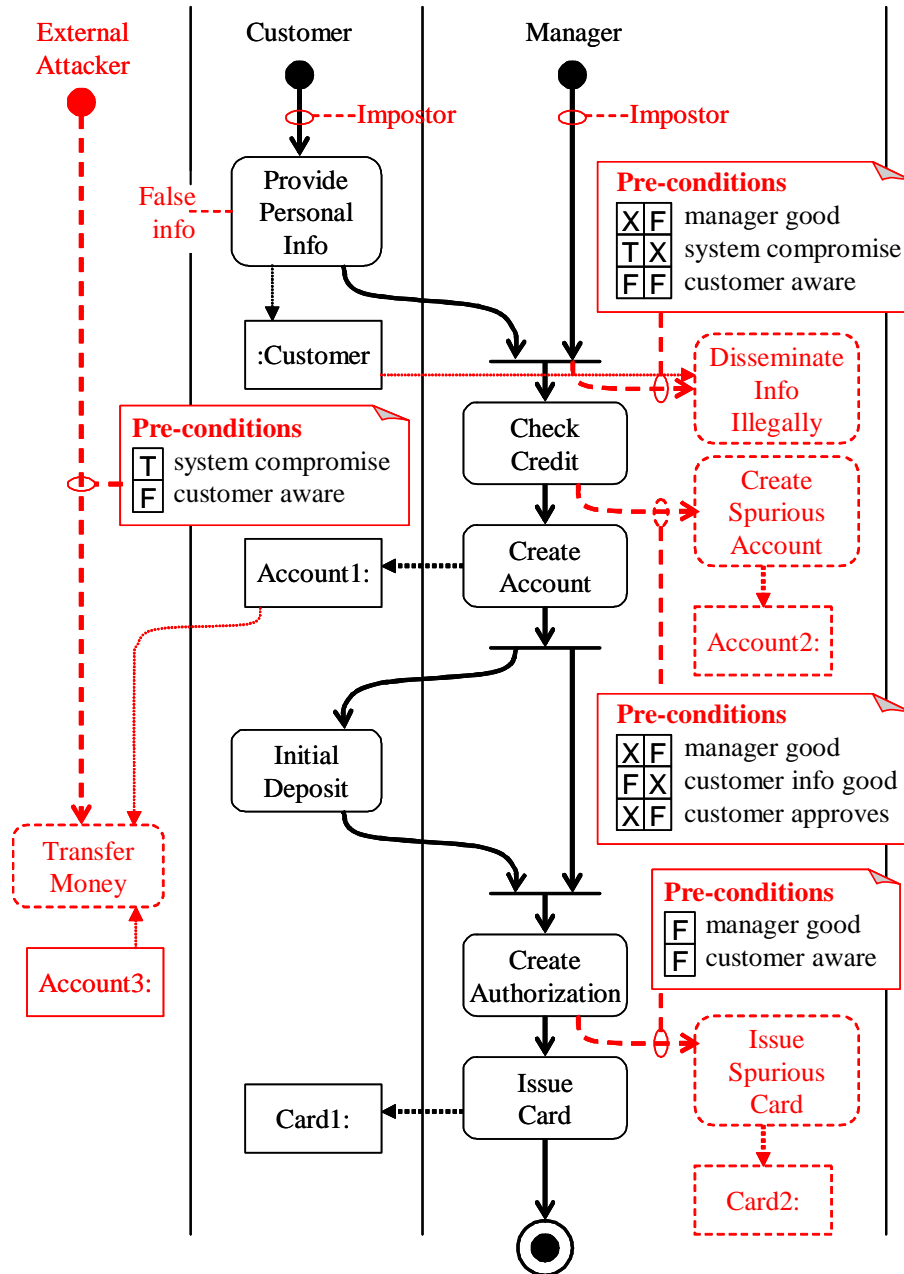 External
Attacker
Customer
Manager
Impostor
Impostor
False
info
Provide
Personal
Info
Pre-conditions
X F manager good
T X system compromise
F F customer aware
:Customer
Disseminate
Info
Illegally
Pre-conditions
T system compromise
F customer aware
Check
Credit
Create
Spurious
Account
Account1:
Create
Account
Account2:
Pre-conditions
X F manager good
F X customer info good
X F customer approves
Initial
Deposit
Transfer
Money
Pre-conditions
F manager good
F customer aware
Account3:
Create
Authorization
Issue
Spurious
Card
Card1:
Issue
Card
Card2: